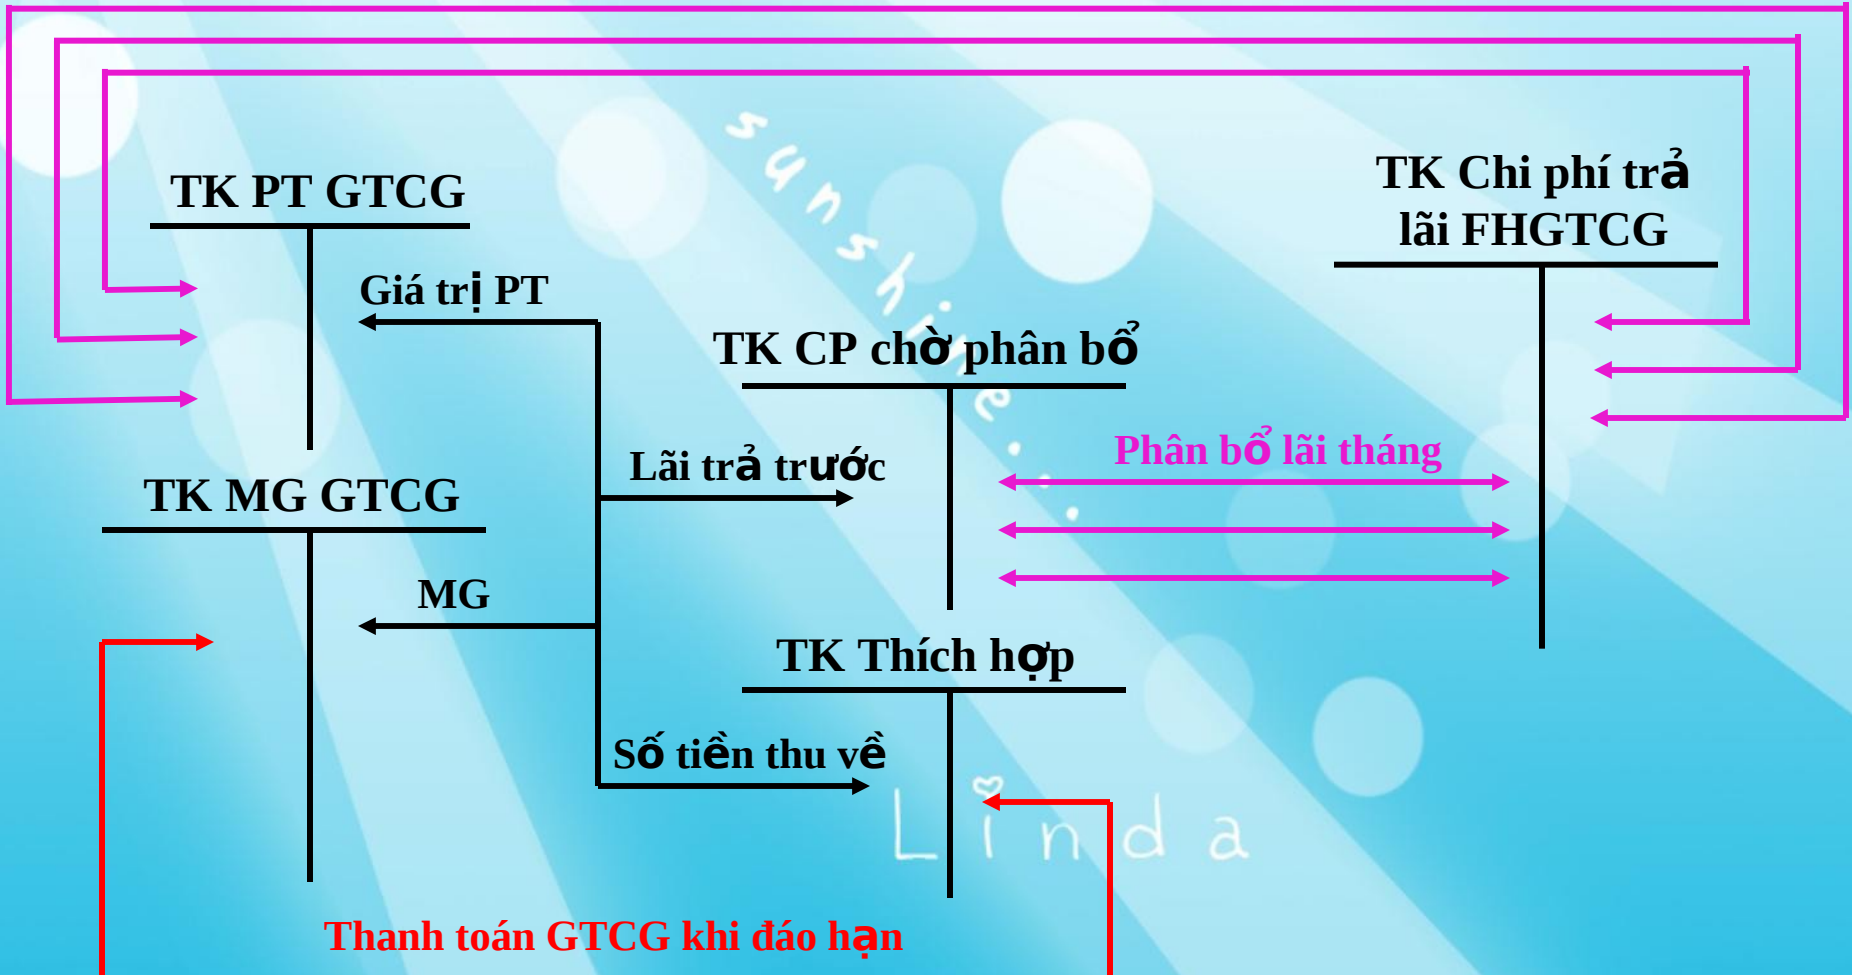 sunshine...
TK PT GTCG
TK Chi phí trả
lãi FHGTCG
Giá trị PT
TK CP chờ phân bổ
Lãi trả trước
Phân bổ lãi tháng
TK MG GTCG
MG
TK Thích hợp
Số tiền thu về
Linda
Thanh toán GTCG khi đáo hạn